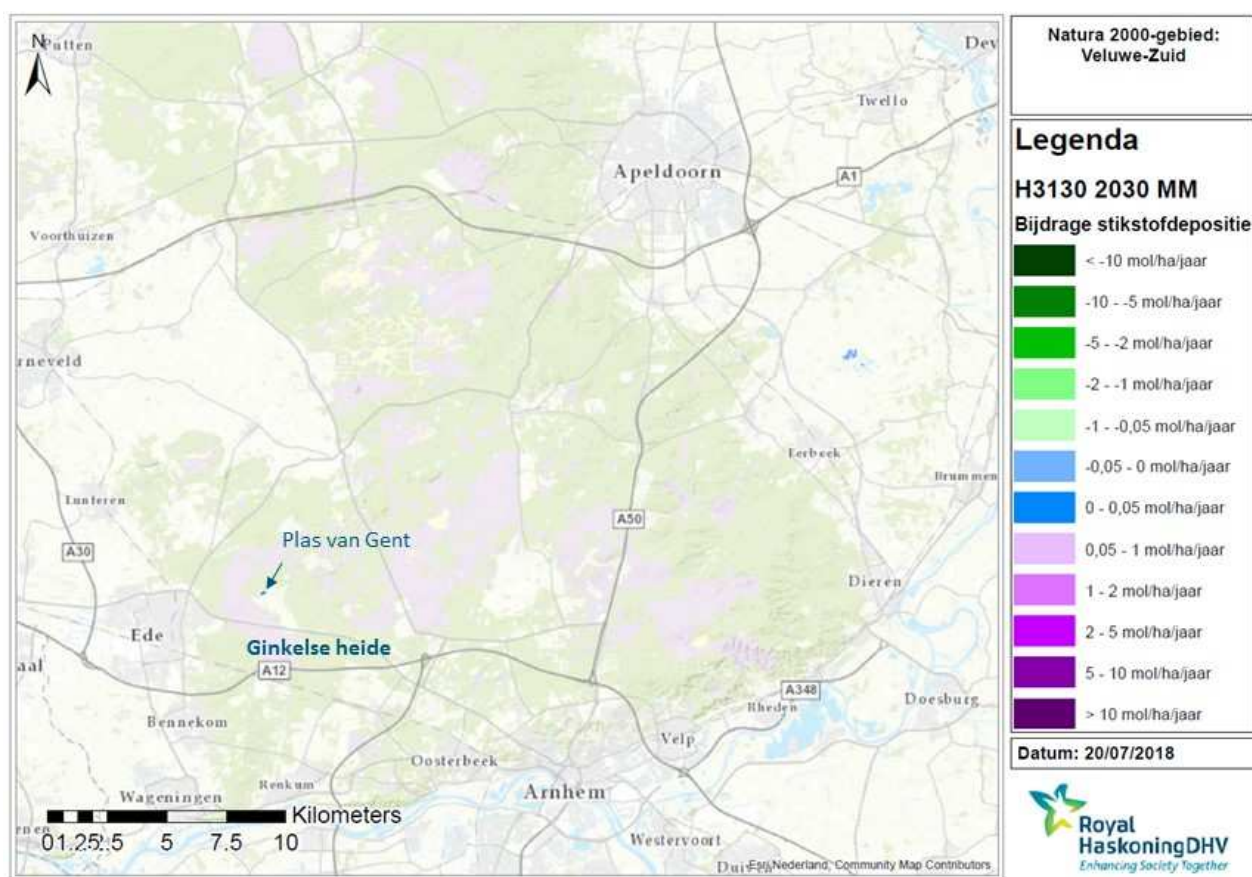 N
Putten
Dev
Twello
Apeldoorn
A1
Voorthuizen
rneveld
Eerbeek
Brummen
Lunteren
A50
A30
Plas van Gent
Dieren
Ede
Ginkelse heide
aal
A12
A348
Doesburg
Rheden
Bennekom
Velp
Oosterbeek
Renkum
Wageningen
Arnhem
Kilometers
0 1.25 2.5 5 7.5 10
Westervoort
Esri Nederland, Community Map Contributors
Natura 2000-gebied:
Veluwe-Zuid
Legenda
H3130 2030 MM
Bijdrage stikstofdepositie
< -10 mol/ha/jaar
-10 - -5 mol/ha/jaar
-5 - -2 mol/ha/jaar
-2 - -1 mol/ha/jaar
-1 - -0,05 mol/ha/jaar
-0,05 - 0 mol/ha/jaar
0 - 0,05 mol/ha/jaar
0,05 - 1 mol/ha/jaar
1 - 2 mol/ha/jaar
2 - 5 mol/ha/jaar
5 - 10 mol/ha/jaar
> 10 mol/ha/jaar
Datum: 20/07/2018
Royal
HaskoningDHV
Enhancing Society Together